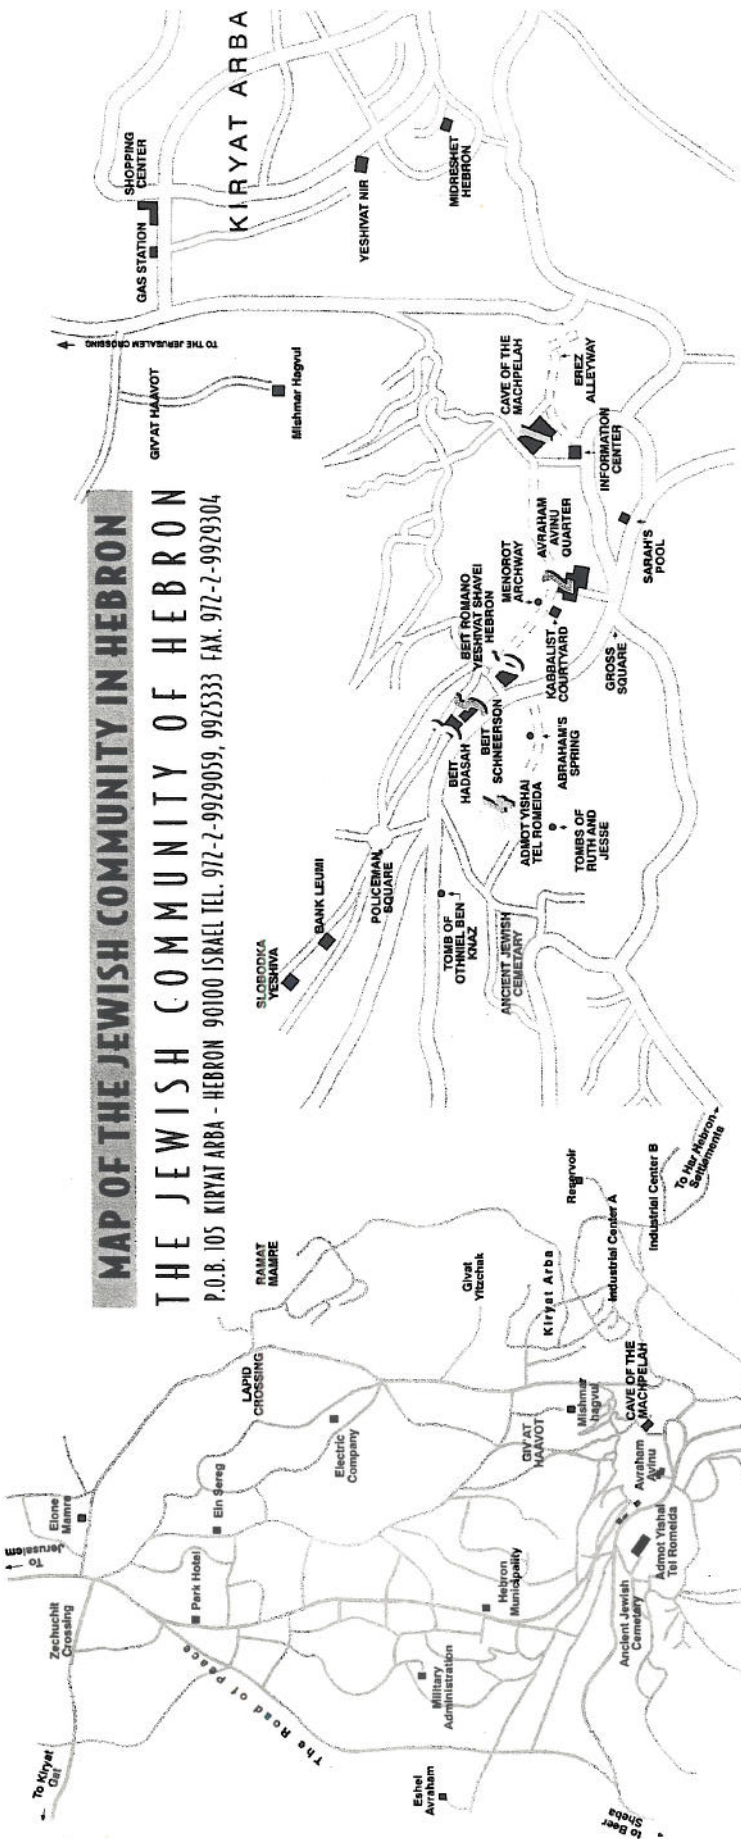 MAP OF THE JEWISH COMMUNITY IN HEBRON
THE JEWISH COMMUNITY OF HEBRON
P.O.B. 105 KIRYAT ARBA - HEBRON 90100 ISRAEL TEL. 972-2-9929059, 9925333 FAX. 972-2-9929304
To Kiryat
Gat
Zechuchit
Crossing
To
Jerusalem
Elone
Mamre
Park Hotel
Ein Sereg
LAPID
CROSSING
RAMAT
MAMRE
The Road of Peace
Electric
Company
Military
Administration
Eshel
Avraham
Hebron
Municipality
Givat
Yitzchak
GIV'AT
HAAVOT
Mishmar
hagvul
Kiryat Arba
Reservoir
Industrial Center A
Industrial Center B
To Har Hebron
Settlements
CAVE OF THE
MACHPELAH
Avraham
Avinu
Admot Yishai
Tel Romeida
Ancient Jewish
Cemetary
to Beer
Sheba
SLOBODKA
YESHIVA
BANK LEUMI
POLICEMAN
SQUARE
TOMB OF
OTHNIEL BEN
KNAZ
ANCIENT JEWISH
CEMETARY
BEIT
HADASAH
BEIT
SCHNEERSON
BEIT ROMANO
YESHIVAT SHAVEI
HEBRON
ADMOT YISHAI
TEL ROMEIDA
TOMBS OF
RUTH AND
JESSE
ABRAHAM'S
SPRING
MENOROT
ARCHWAY
KABBALIST
COURTYARD
AVRAHAM
AVINU
QUARTER
GROSS
SQUARE
SARAH'S
POOL
INFORMATION
CENTER
CAVE OF THE
MACHPELAH
EREZ
ALLEYWAY
GIV'AT HAAVOT
Mishmar Hagvul
TO THE JERUSALEM CROSSING
GAS STATION
SHOPPING
CENTER
KIRYAT ARBA
YESHIVAT NIR
MIDRESHET
HEBRON